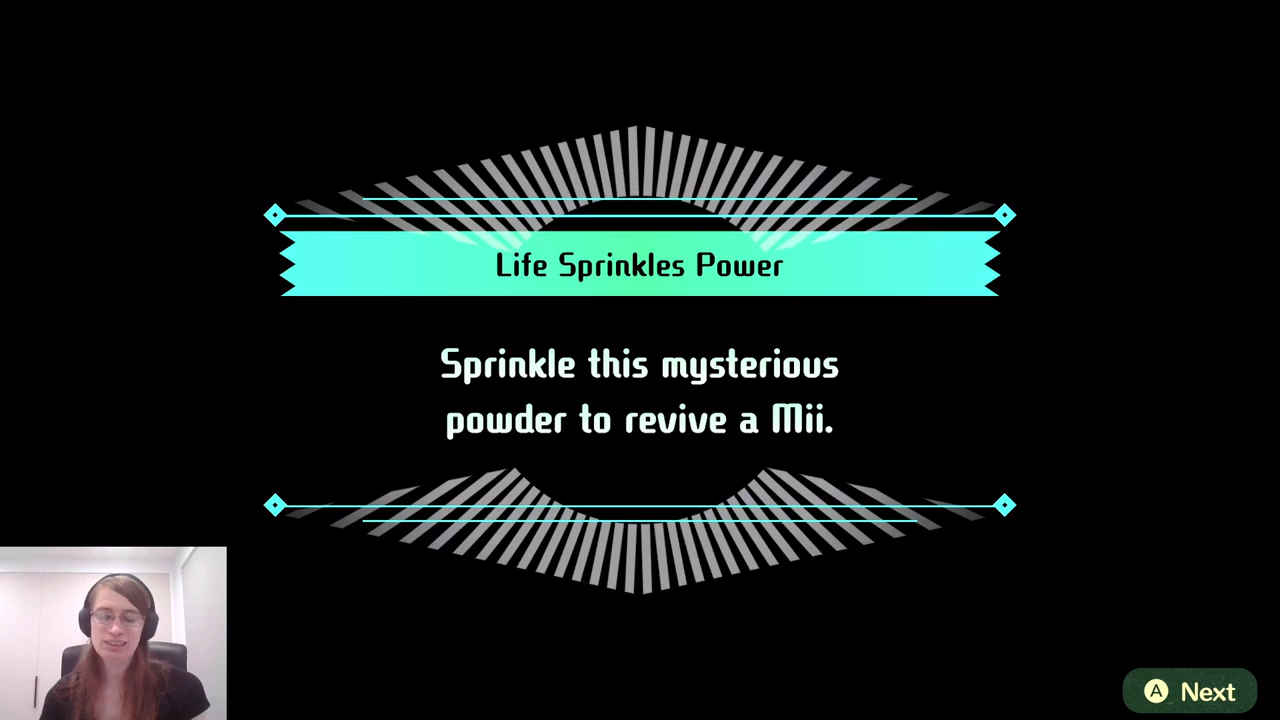 Life Sprinkles Power
Sprinkle this mysterious
powder to revive a Mii.
A Next